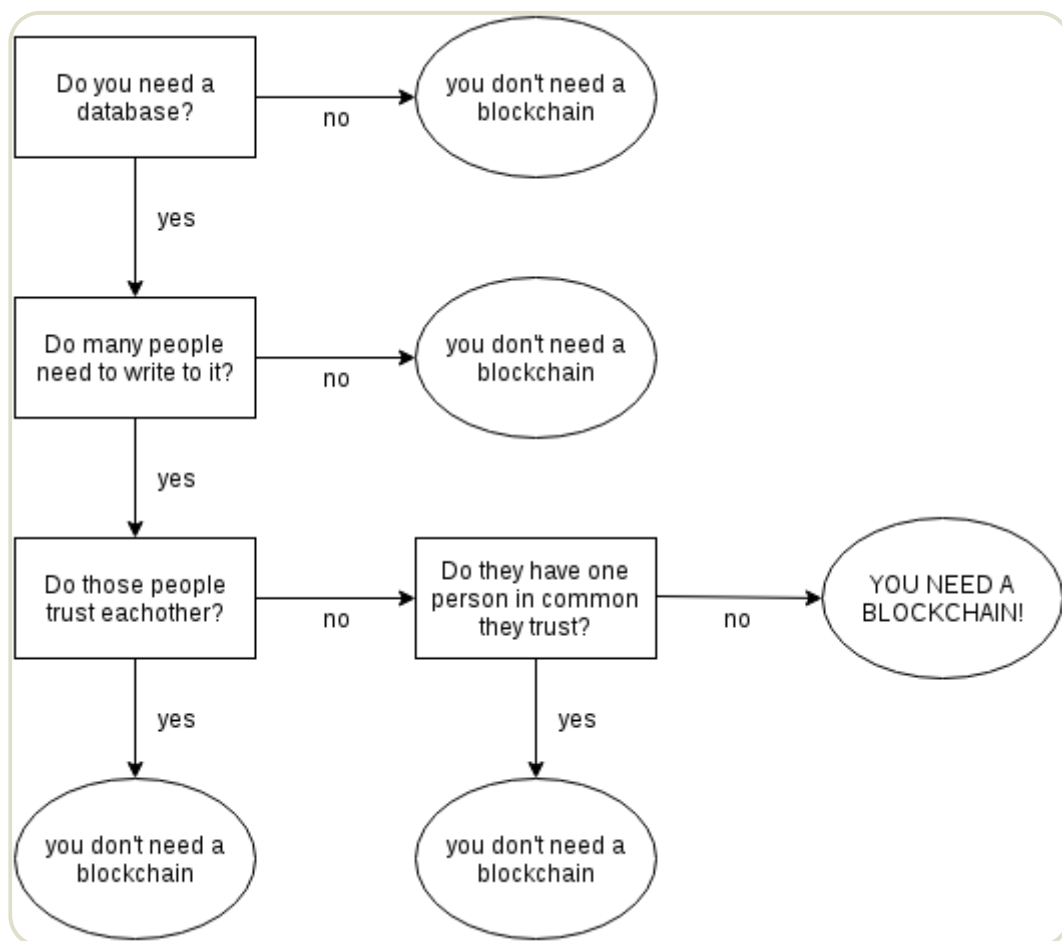 Do you need a
database?
no
you don't need a
blockchain
yes
Do many people
need to write to it?
no
you don't need a
blockchain
yes
Do those people
trust eachother?
no
Do they have one
person in common
they trust?
no
YOU NEED A
BLOCKCHAIN!
yes
yes
you don't need a
blockchain
you don't need a
blockchain